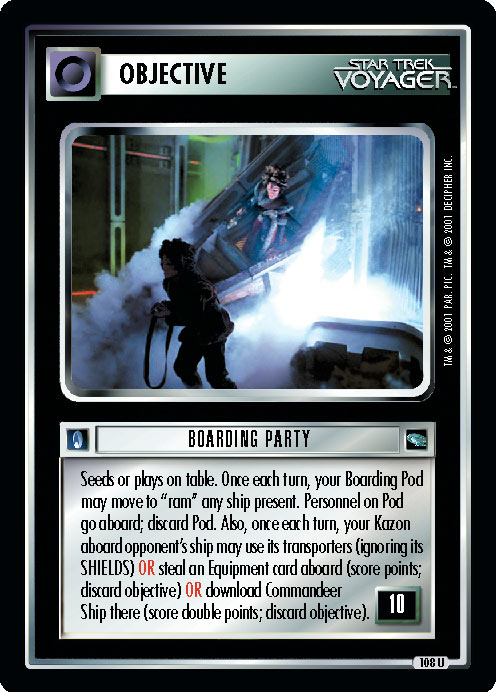 OBJECTIVE
STAR TREK
VOYAGER™
TM & © 2001 PAR. PIC. TM & © 2001 DECIPHER INC.
BOARDING PARTY
Seeds or plays on table. Once each turn, your Boarding Pod
may move to “ram” any ship present. Personnel on Pod
go aboard; discard Pod. Also, once each turn, your Kazon
aboard opponent's ship may use its transporters (ignoring its
SHIELDS) OR steal an Equipment card aboard (score points;
discard objective) OR download Commandeer
Ship there (score double points; discard objective).
10
108 U